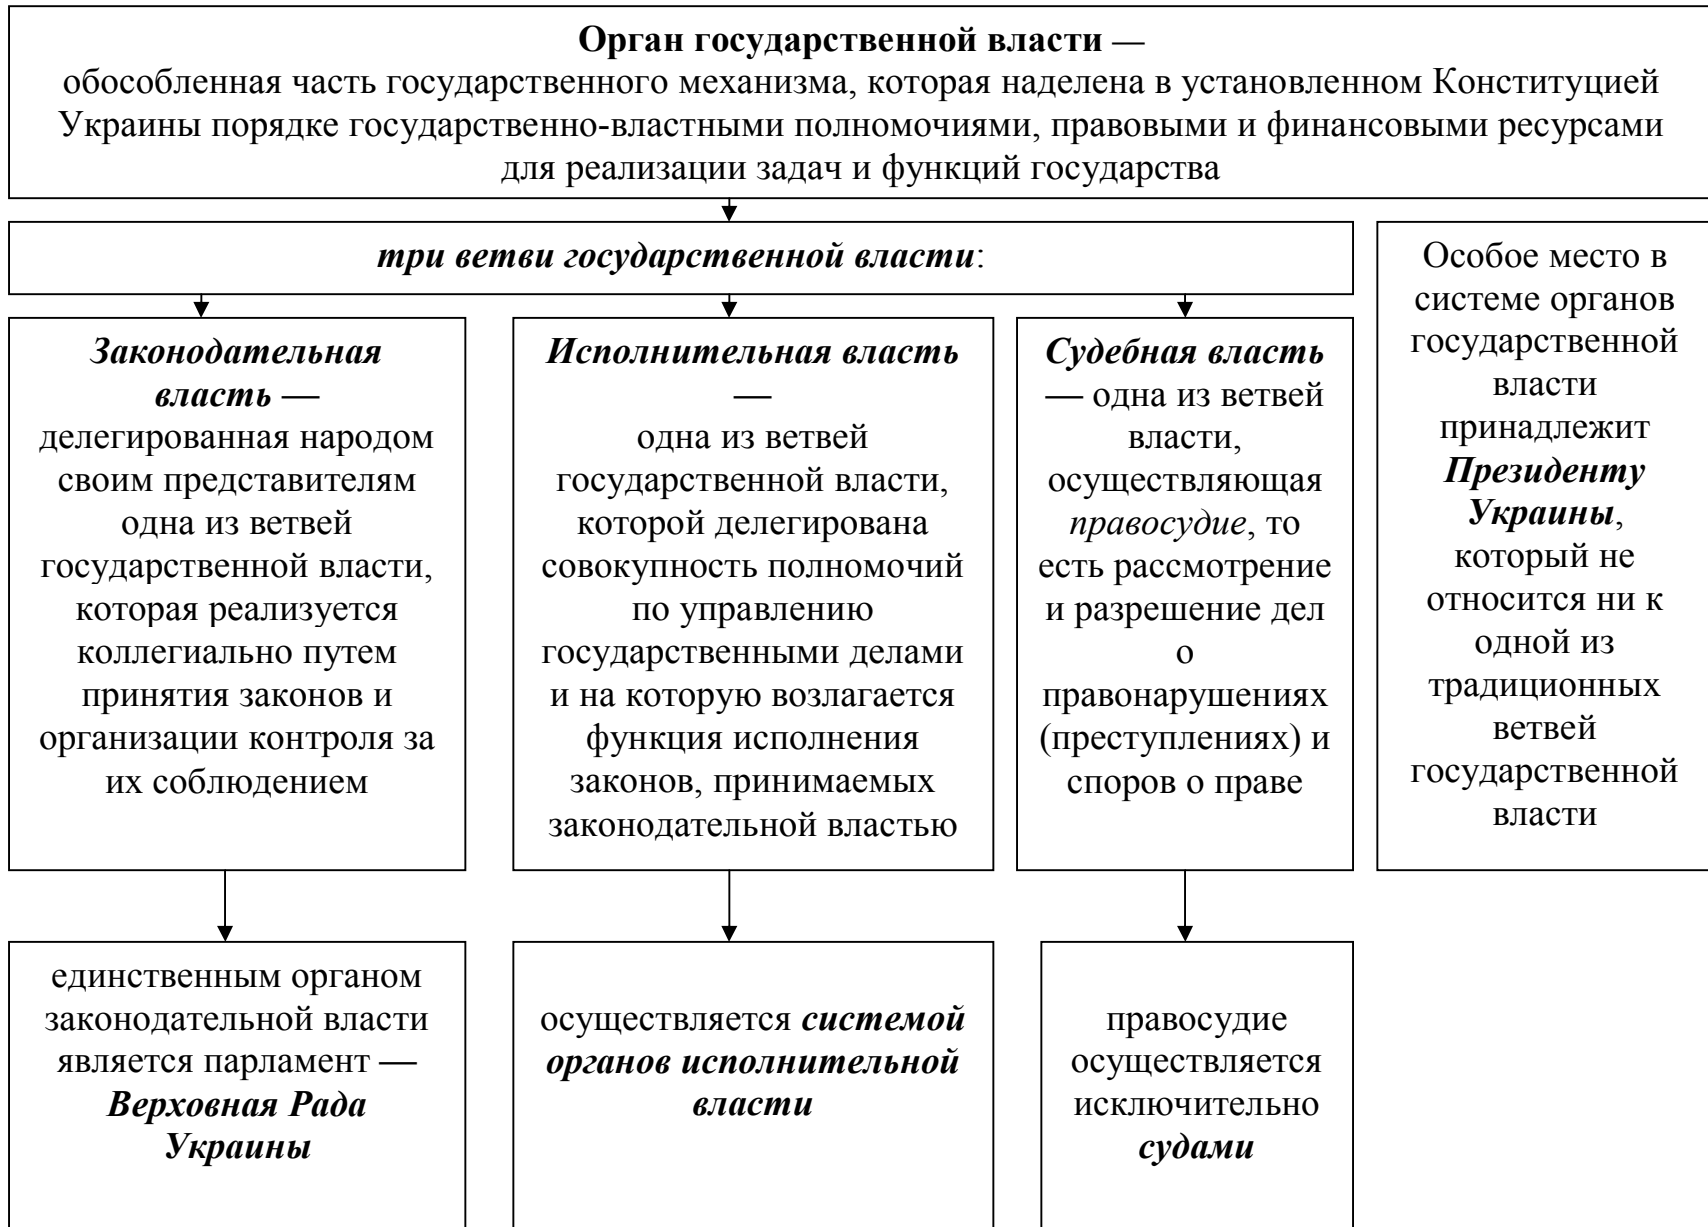 Орган государственной власти —
обособленная часть государственного механизма, которая наделена в установленном Конституцией
Украины порядке государственно-властными полномочиями, правовыми и финансовыми ресурсами
для реализации задач и функций государства
три ветви государственной власти:
Законодательная
власть —
делегированная народом
своим представителям
одна из ветвей
государственной власти,
которая реализуется
коллегиально путем
принятия законов и
организации контроля за
их соблюдением
Исполнительная власть
—
одна из ветвей
государственной власти,
которой делегирована
совокупность полномочий
по управлению
государственными делами
и на которую возлагается
функция исполнения
законов, принимаемых
законодательной властью
Судебная власть
— одна из ветвей
власти,
осуществляющая
правосудие, то
есть рассмотрение
и разрешение дел
о
правонарушениях
(преступлениях) и
споров о праве
Особое место в
системе органов
государственной
власти
принадлежит
Президенту
Украины,
который не
относится ни к
одной из
традиционных
ветвей
государственной
власти
единственным органом
законодательной власти
является парламент —
Верховная Рада
Украины
осуществляется системой
органов исполнительной
власти
правосудие
осуществляется
исключительно
судами